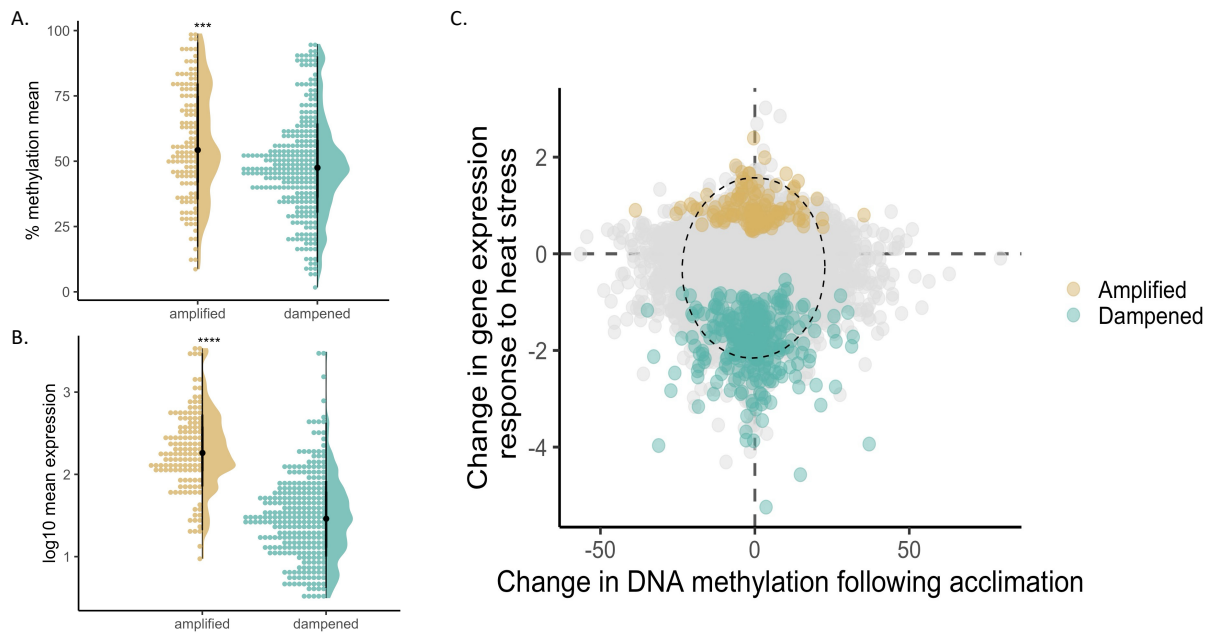 A.
% methylation mean
100
75
50
25
0
***
amplified
dampened
B.
log10 mean expression
3
2
1
****
amplified
dampened
C.
Change in gene expression
response to heat stress
2
0
-2
-4
-50
0
50
Change in DNA methylation following acclimation
Amplified
Dampened